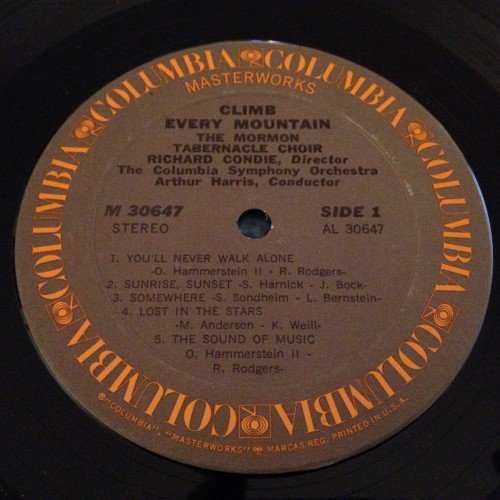 COLUMBIA COLUMBIA COLUMBIA COLUMBIA COLUMBIA COLUMBIA COLUMBIA COLUMBIA
MASTERWORKS
CLIMB
EVERY MOUNTAIN
THE MORMON
TABERNACLE CHOIR
RICHARD CONDIE, Director
The Columbia Symphony Orchestra
Arthur Harris, Conductor
M 30647 SIDE 1
STEREO AL 30647
1. YOU'LL NEVER WALK ALONE
-O. Hammerstein II - R. Rodgers-
2. SUNRISE, SUNSET -S. Harnick - J. Bock-
3. SOMEWHERE -S. Sondheim - L. Bernstein-
4. LOST IN THE STARS
-M. Anderson - K. Weill-
5. THE SOUND OF MUSIC
O. Hammerstein II -
R. Rodgers-
℗"COLUMBIA", "MASTERWORKS" MARCAS REG. PRINTED IN U.S.A.